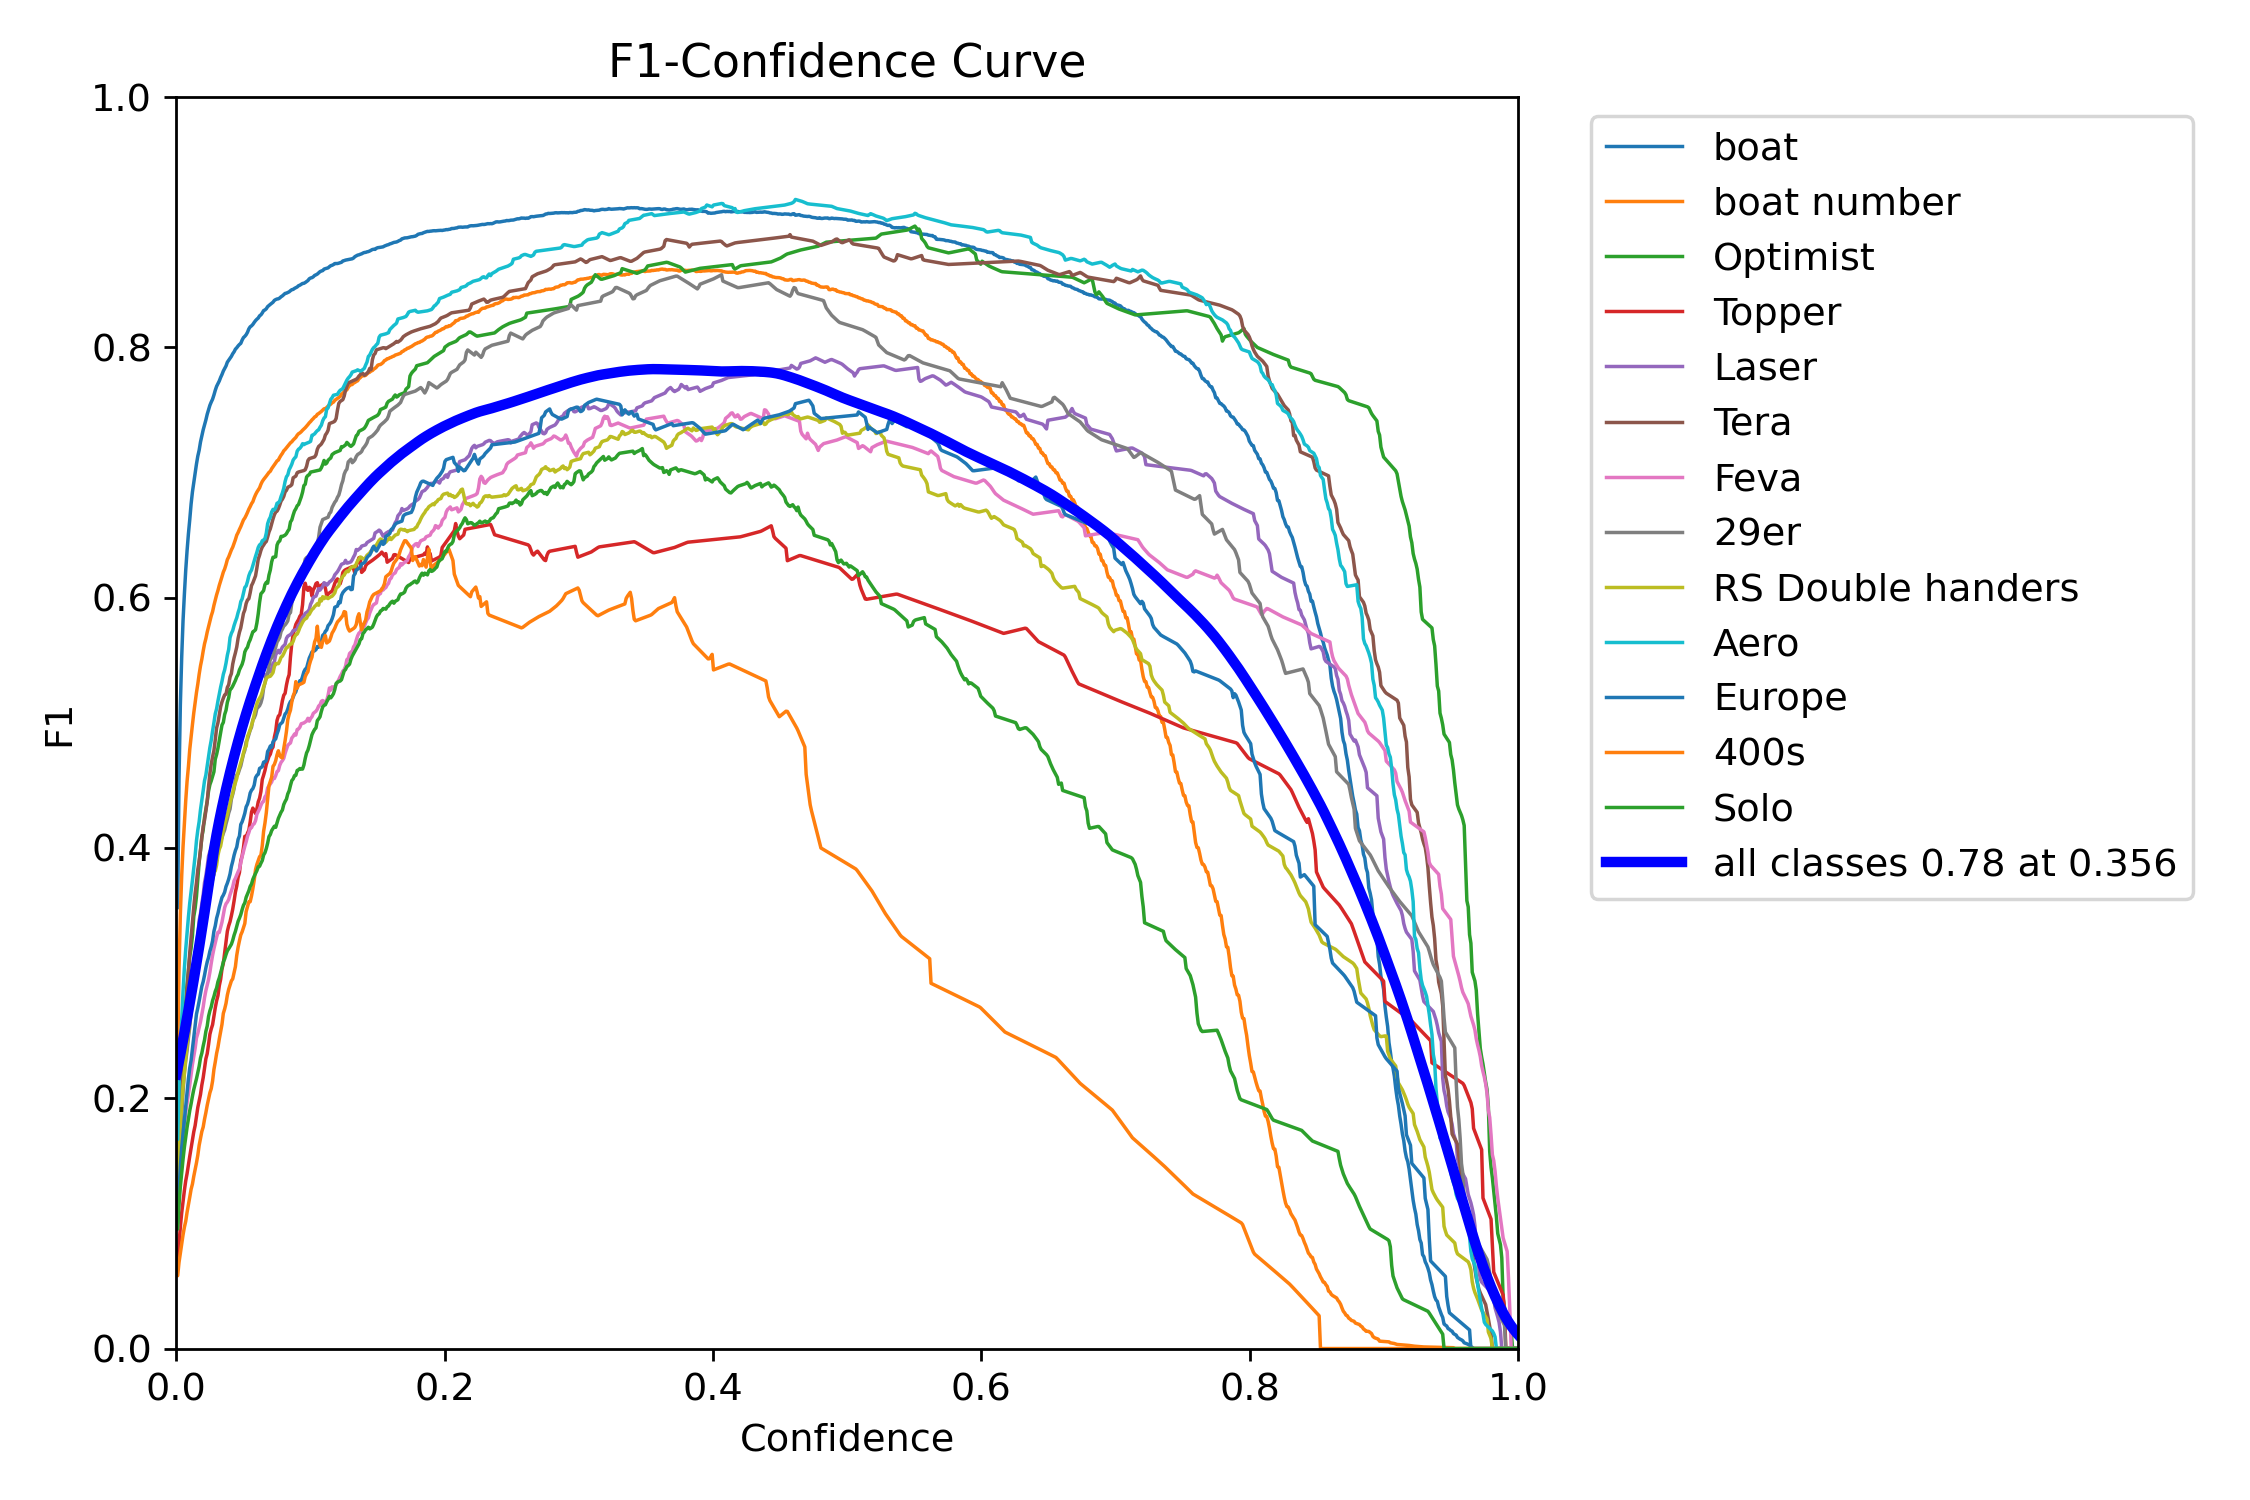 F1-Confidence Curve
1.0
0.8
0.6
0.4
0.2
0.0
F1
0.0 0.2 0.4 0.6 0.8 1.0
Confidence
boat
boat number
Optimist
Topper
Laser
Tera
Feva
29er
RS Double handers
Aero
Europe
400s
Solo
all classes 0.78 at 0.356